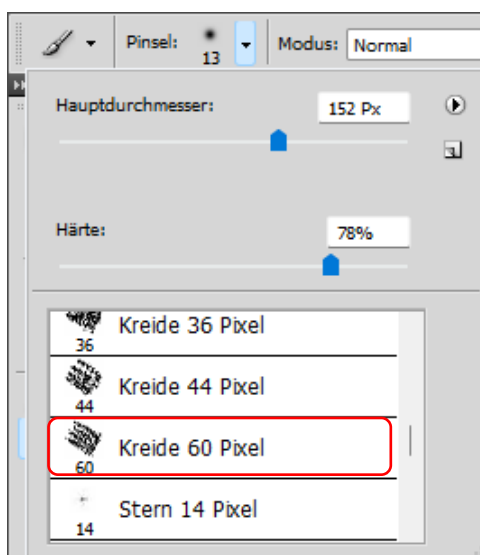 Pinsel: 13 Modus: Normal
Hauptdurchmesser: 152 Px
Härte: 78%
Kreide 36 Pixel
36
Kreide 44 Pixel
44
Kreide 60 Pixel
60
Stern 14 Pixel
14